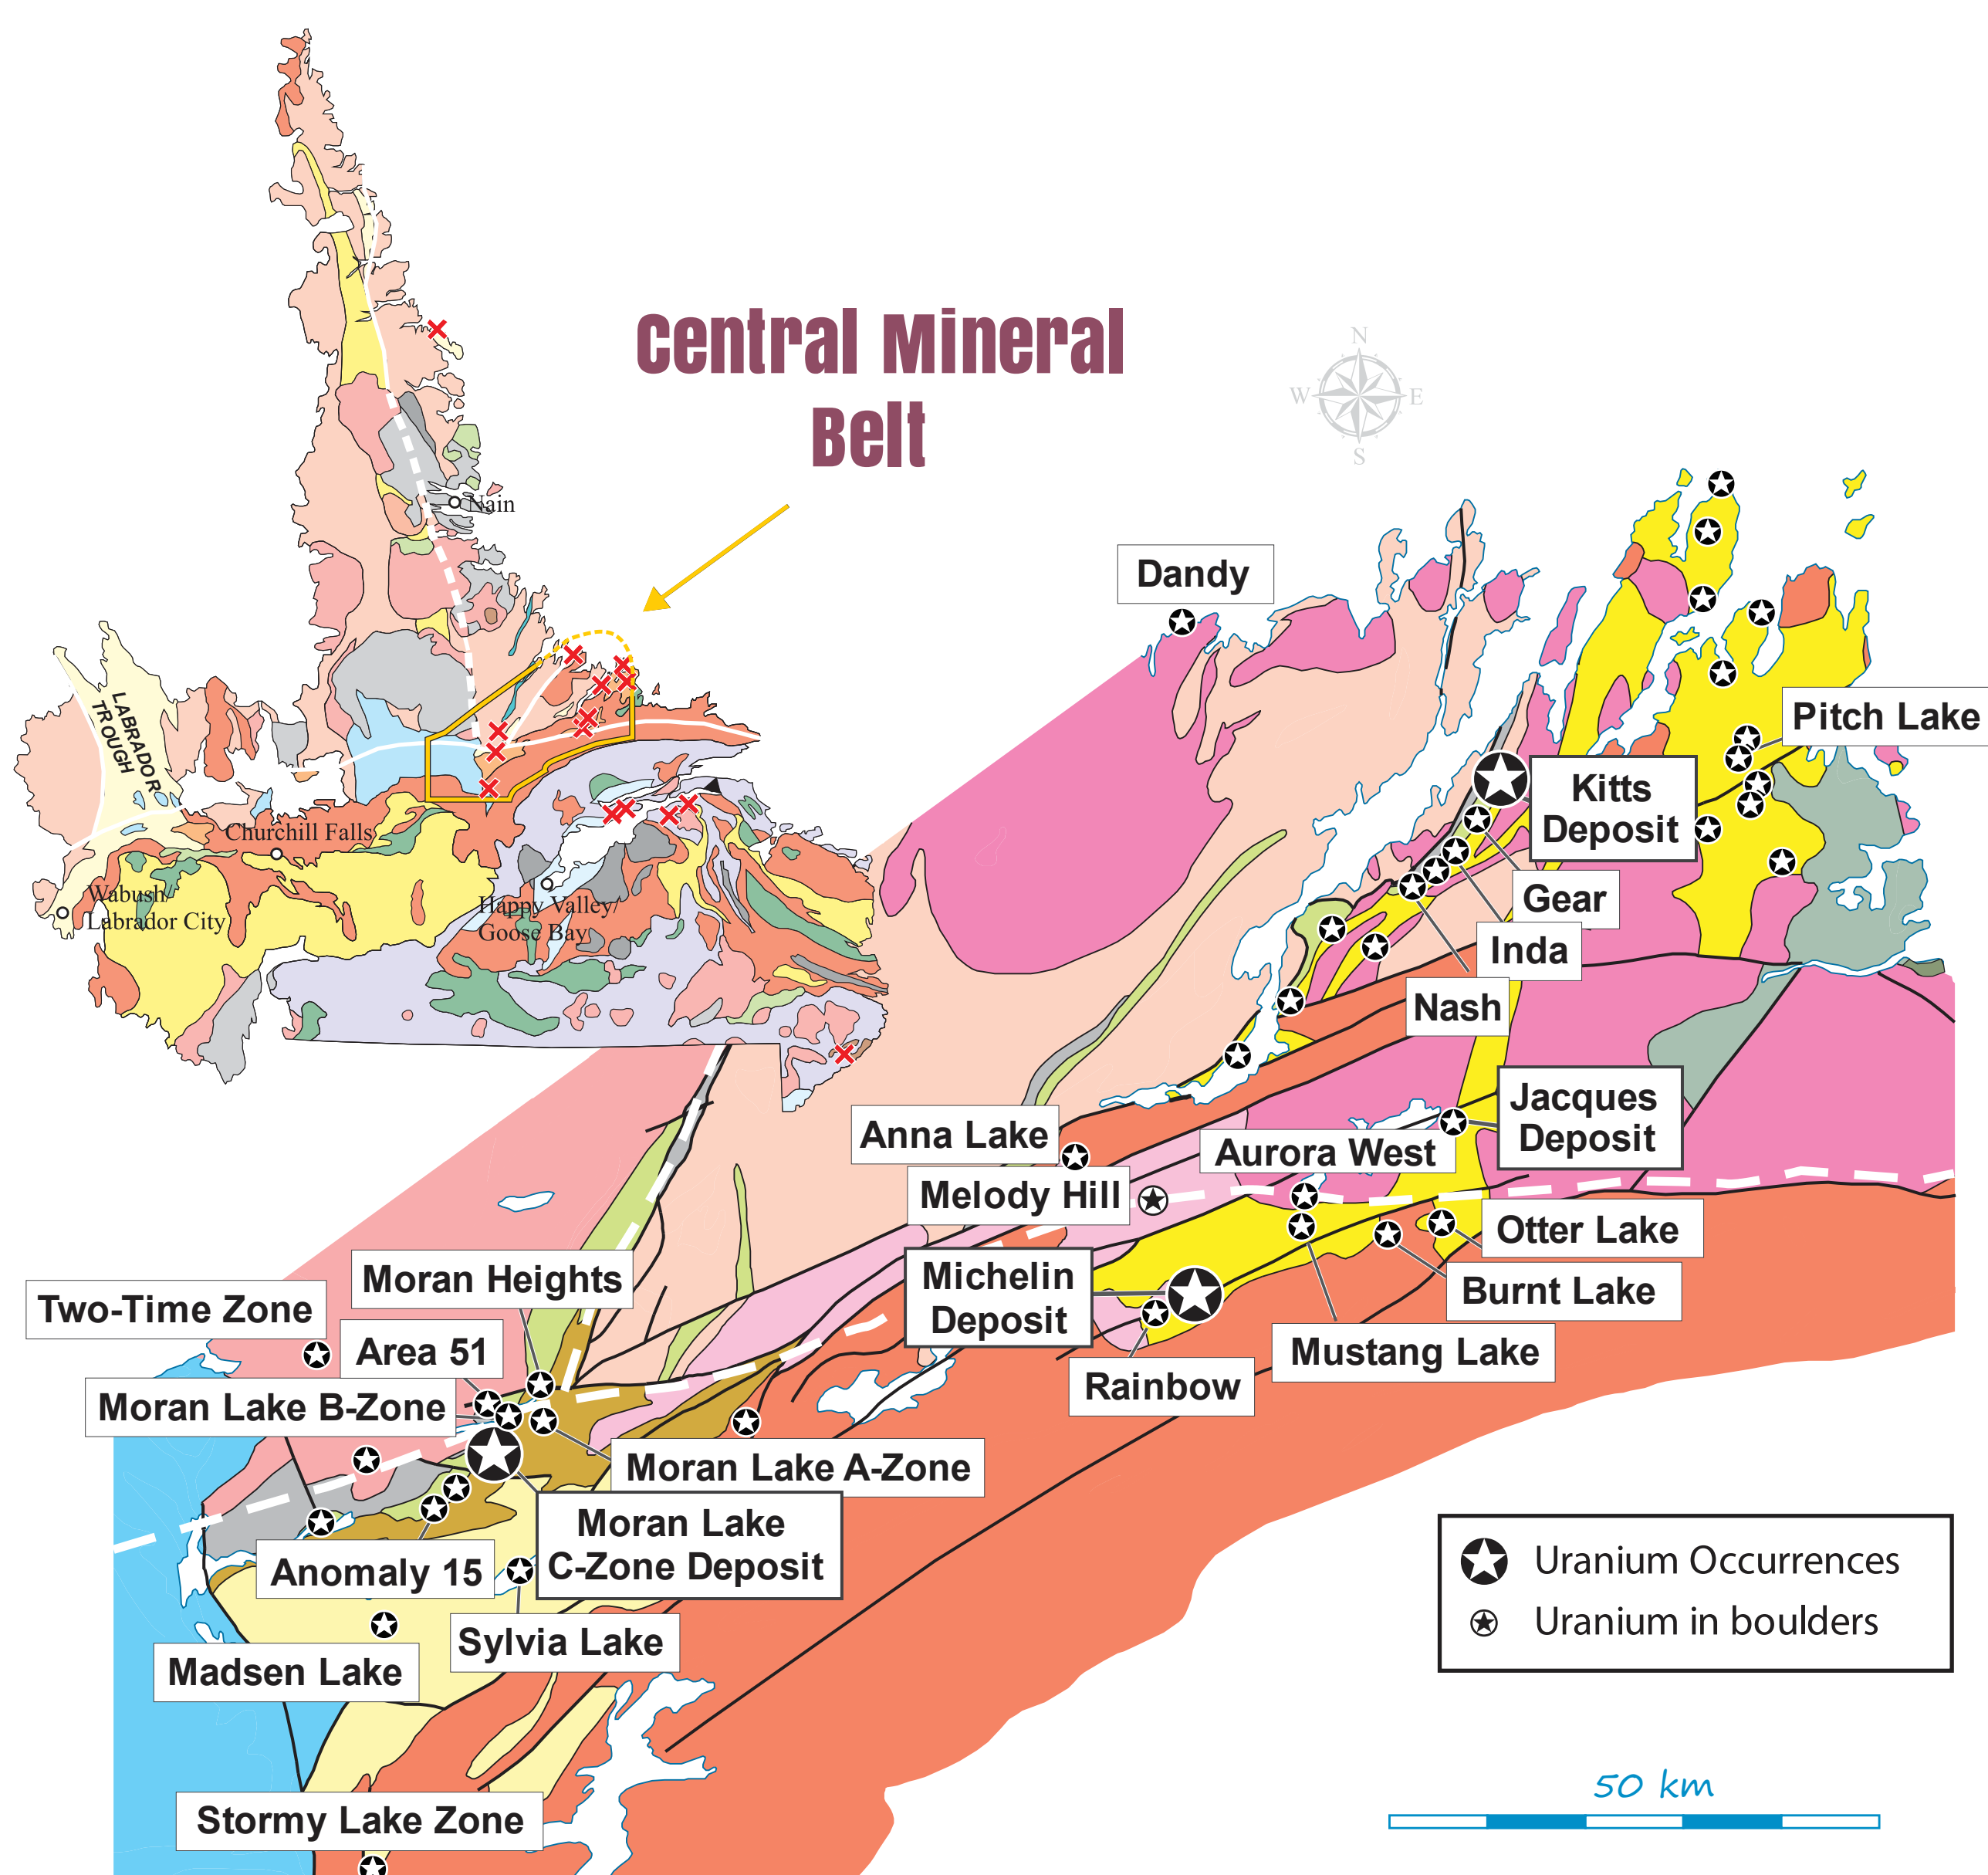 Central Mineral
Belt
N
W
E
S
Nain
LABRADOR
TROUGH
Churchill Falls
Wabush/
Labrador City
Happy Valley/
Goose Bay
Dandy
Pitch Lake
Kitts
Deposit
Gear
Inda
Nash
Jacques
Deposit
Anna Lake
Aurora West
Melody Hill
Otter Lake
Michelin
Deposit
Burnt Lake
Mustang Lake
Rainbow
Moran Heights
Two-Time Zone
Area 51
Moran Lake B-Zone
Moran Lake A-Zone
Moran Lake
C-Zone Deposit
Anomaly 15
Sylvia Lake
Madsen Lake
Stormy Lake Zone
Uranium Occurrences
Uranium in boulders
50 km